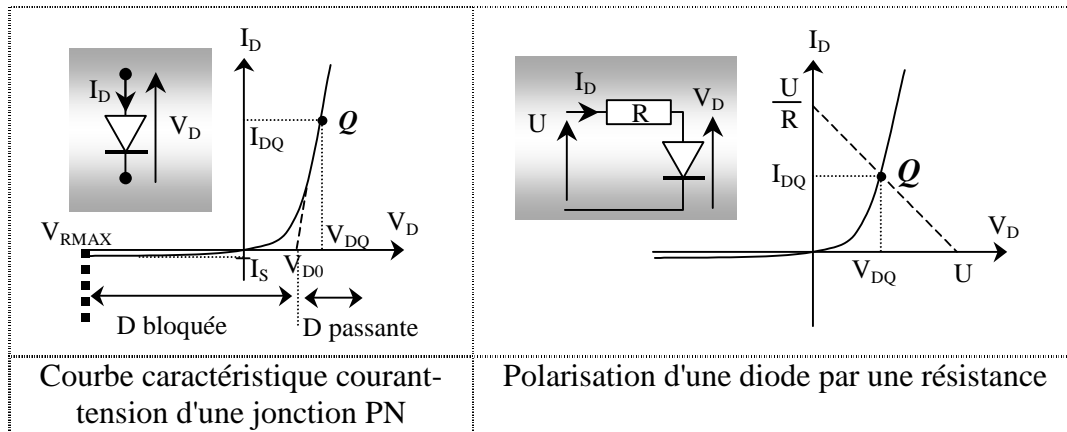 I_D
I_D
V_D
I_DQ
Q
V_RMAX
V_DQ
V_D
I_S
V_D0
D bloquée
D passante
Courbe caractéristique courant-
tension d'une jonction PN
I_D
I_D
V_D
U
R
U
R
I_DQ
Q
V_D
V_DQ
U
Polarisation d'une diode par une résistance